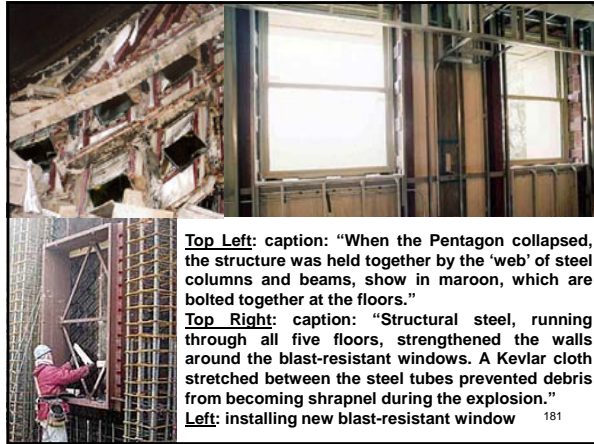 Top Left: caption: “When the Pentagon collapsed,
the structure was held together by the ‘web’ of steel
columns and beams, show in maroon, which are
bolted together at the floors.”
Top Right: caption: “Structural steel, running
through all five floors, strengthened the walls
around the blast-resistant windows. A Kevlar cloth
stretched between the steel tubes prevented debris
from becoming shrapnel during the explosion.”
Left: installing new blast-resistant window 181